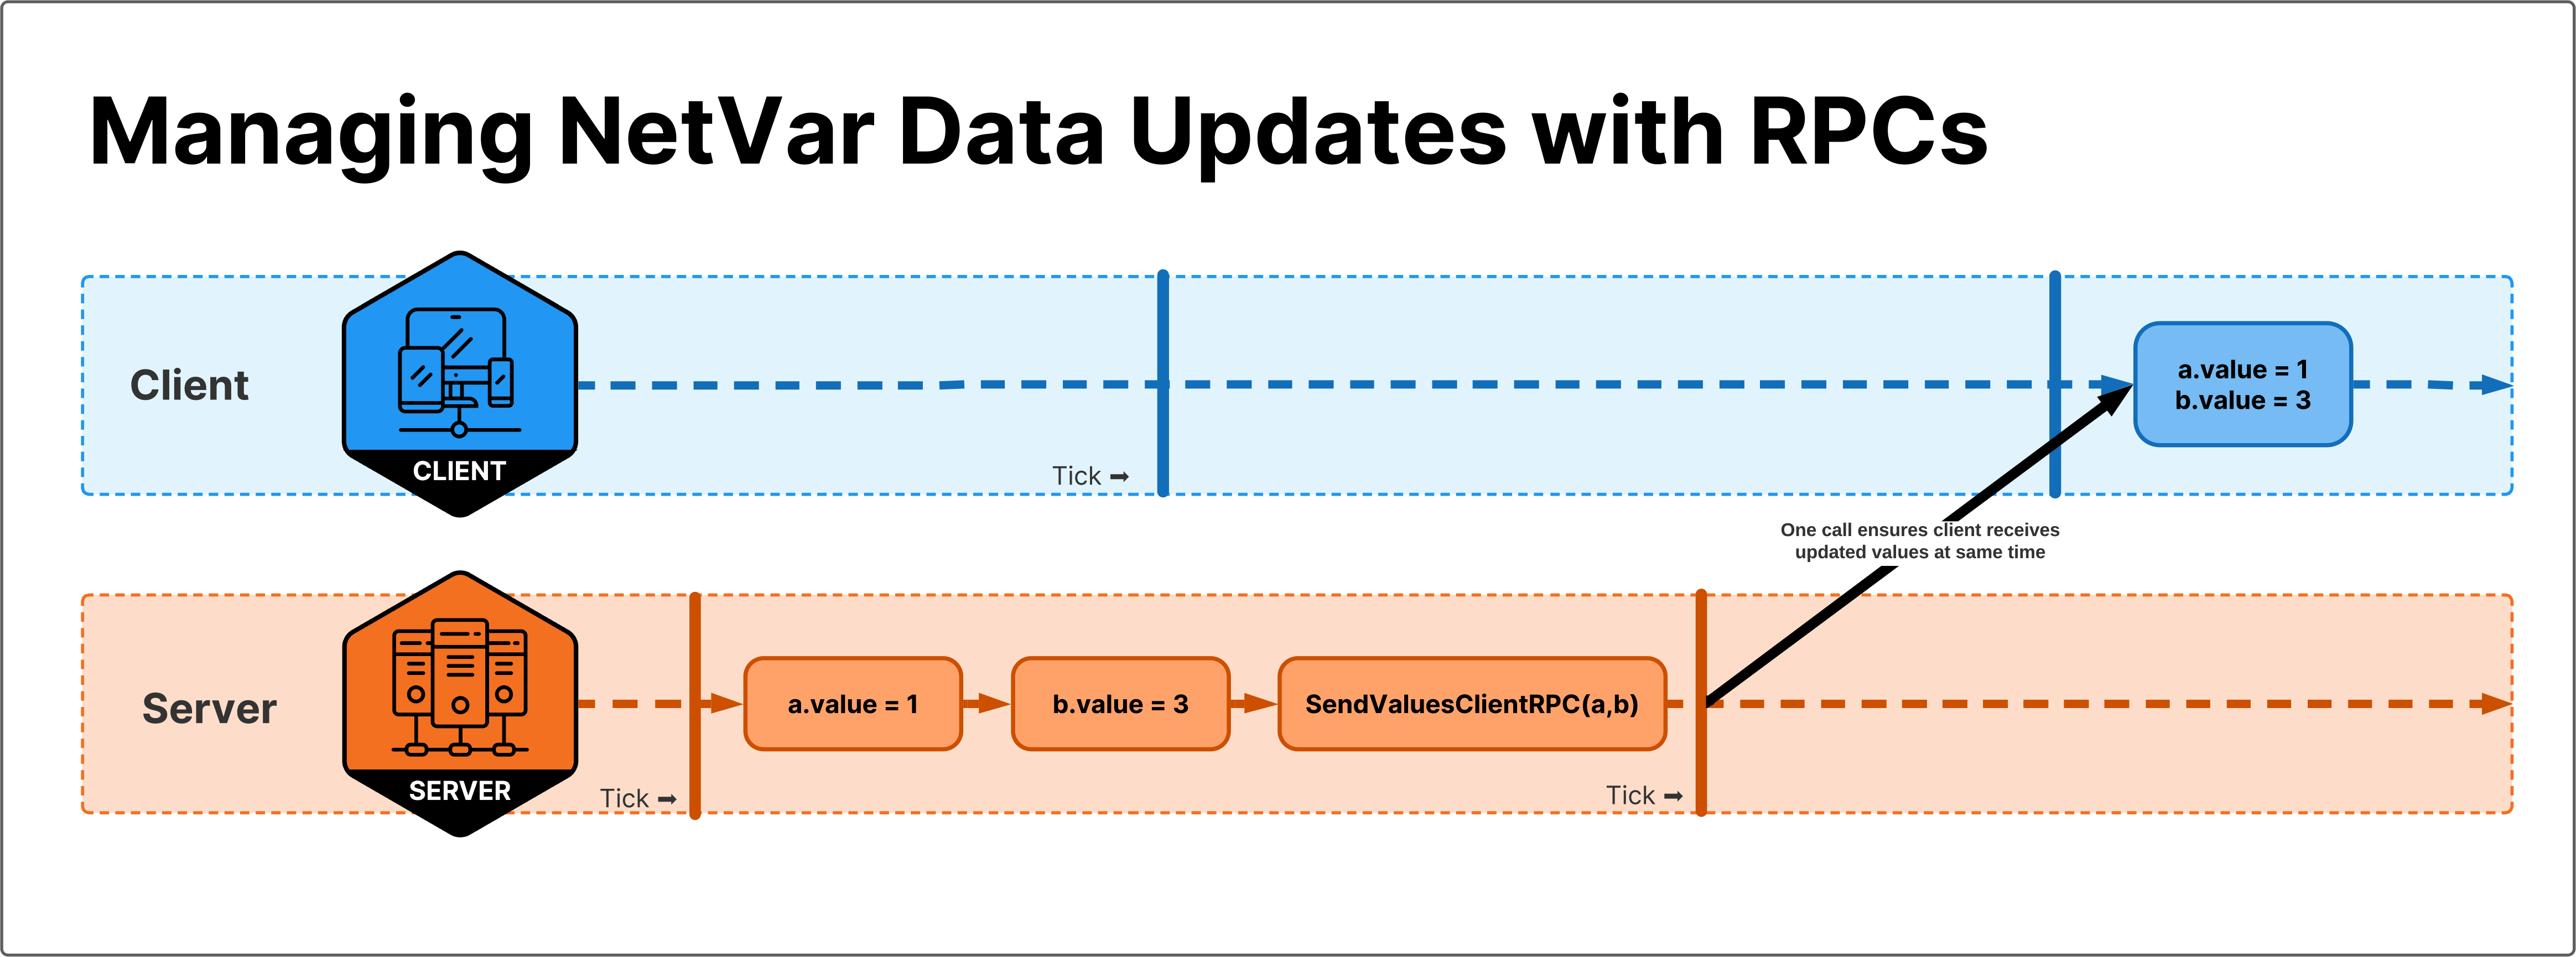 Managing NetVar Data Updates with RPCs
Client
CLIENT
Tick ➡
a.value = 1
b.value = 3
One call ensures client receives
updated values at same time
Server
SERVER
Tick ➡
a.value = 1
b.value = 3
SendValuesClientRPC(a,b)
Tick ➡